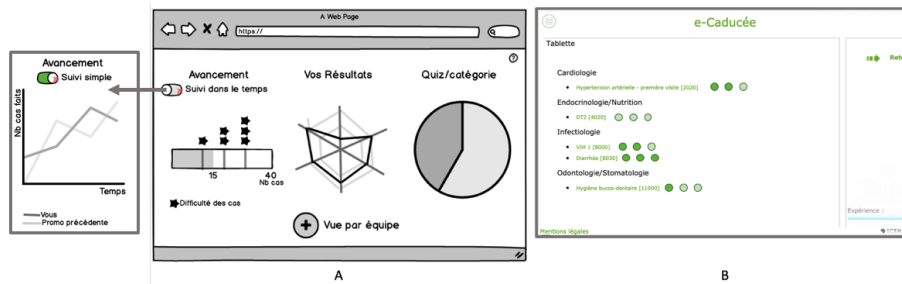 Avancement
Suivi simple
Nb cas faits
Temps
Vous
Promo précédente
A Web Page
https://
Avancement
Suivi dans le temps
15
40
Nb cas
Difficulté des cas
Vos Résultats
Quiz/catégorie
Vue par équipe
A
e-Caducée
Tablette
Cardiologie
Hypertension artérielle - première visite [2020]
Endocrinologie/Nutrition
DT2 [4020]
Infectiologie
VIH 1 [8000]
Diarrhée [8030]
Odontologie/Stomatologie
Hygiène bucco-dentaire [11000]
Mentions légales
Reto
Expérience :
SCEN
B